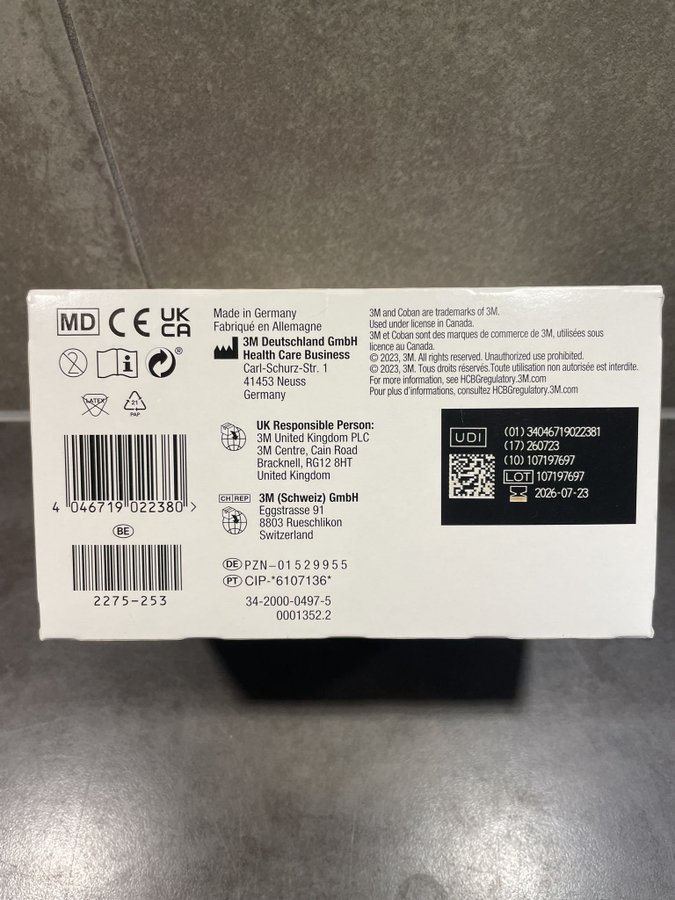 MD CE UK CA
2
i
®
LATEX
21
PAP
4 046719 022380 >
BE
2275-253
Made in Germany
Fabriqué en Allemagne
3M Deutschland GmbH
Health Care Business
Carl-Schurz-Str. 1
41453 Neuss
Germany
UK Responsible Person:
3M United Kingdom PLC
3M Centre, Cain Road
Bracknell, RG12 8HT
United Kingdom
CH REP 3M (Schweiz) GmbH
Eggstrasse 91
8803 Rueschlikon
Switzerland
DE PZN–01529955
PT CIP-*6107136*
34-2000-0497-5
0001352.2
3M and Coban are trademarks of 3M.
Used under license in Canada.
3M et Coban sont des marques de commerce de 3M, utilisées sous
licence au Canada.
© 2023, 3M. All rights reserved. Unauthorized use prohibited.
© 2023, 3M. Tous droits réservés.Toute utilisation non autorisée est interdite.
For more information, see HCBGregulatory.3M.com
Pour plus d'informations, consultez HCBGregulatory.3M.com
UDI
(01) 34046719022381
(17) 260723
(10) 107197697
LOT 107197697
2026-07-23